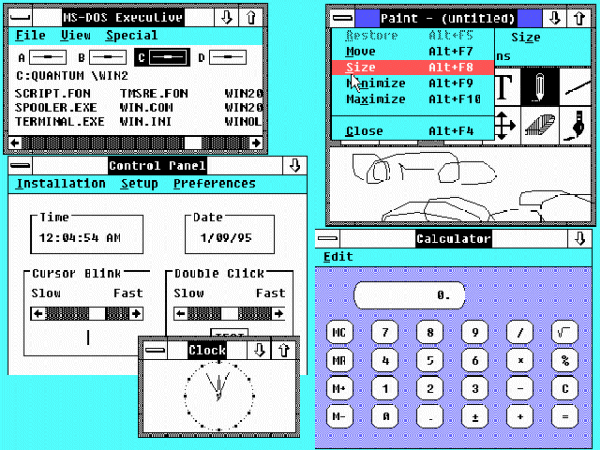 MS-DOS Executive
File View Special
A B C D
C:QUANTUM \WIN2
SCRIPT.FON TMSRE.FON WIN20
SPOOLER.EXE WIN.COM WIN20
TERMINAL.EXE WIN.INI WINOL
Paint - (untitled)
Restore Alt+F5
Move Alt+F7
Size Alt+F8
Minimize Alt+F9
Maximize Alt+F10
Close Alt+F4
Size
ns
T
Control Panel
Installation Setup Preferences
Time
12:04:54 AM
Date
1/09/95
Cursor Blink
Slow Fast
Double Click
Slow Fast
TEST
Clock
Calculator
Edit
0.
MC 7 8 9 / √
MR 4 5 6 * %
M+ 1 2 3 - C
M- 0 . ± + =